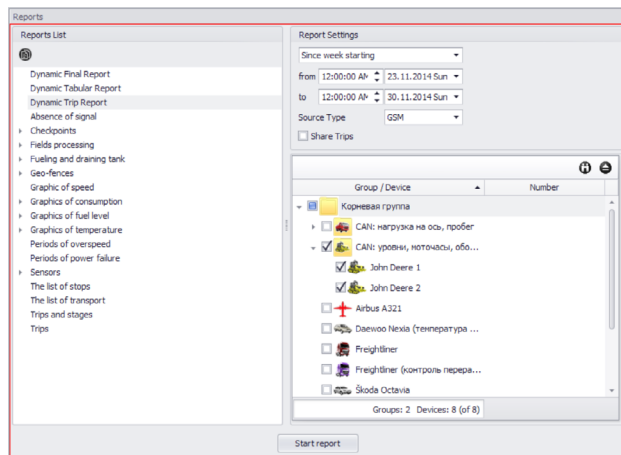 Reports
Reports List
Dynamic Final Report
Dynamic Tabular Report
Dynamic Trip Report
Absence of signal
Checkpoints
Fields processing
Fueling and draining tank
Geo-fences
Graphic of speed
Graphics of consumption
Graphics of fuel level
Graphics of temperature
Periods of overspeed
Periods of power failure
Sensors
The list of stops
The list of transport
Trips and stages
Trips
Report Settings
Since week starting
from 12:00:00 AM 23.11.2014 Sun
to 12:00:00 AM 30.11.2014 Sun
Source Type GSM
Share Trips
Group / Device Number
Корневая группа
CAN: нагрузка на ось, пробег
CAN: уровни, моточасы, обо...
John Deere 1
John Deere 2
Airbus A321
Daewoo Nexia (температура ...
Freightliner
Freightliner (контроль перера...
Škoda Octavia
Groups: 2 Devices: 8 (of 8)
Start report